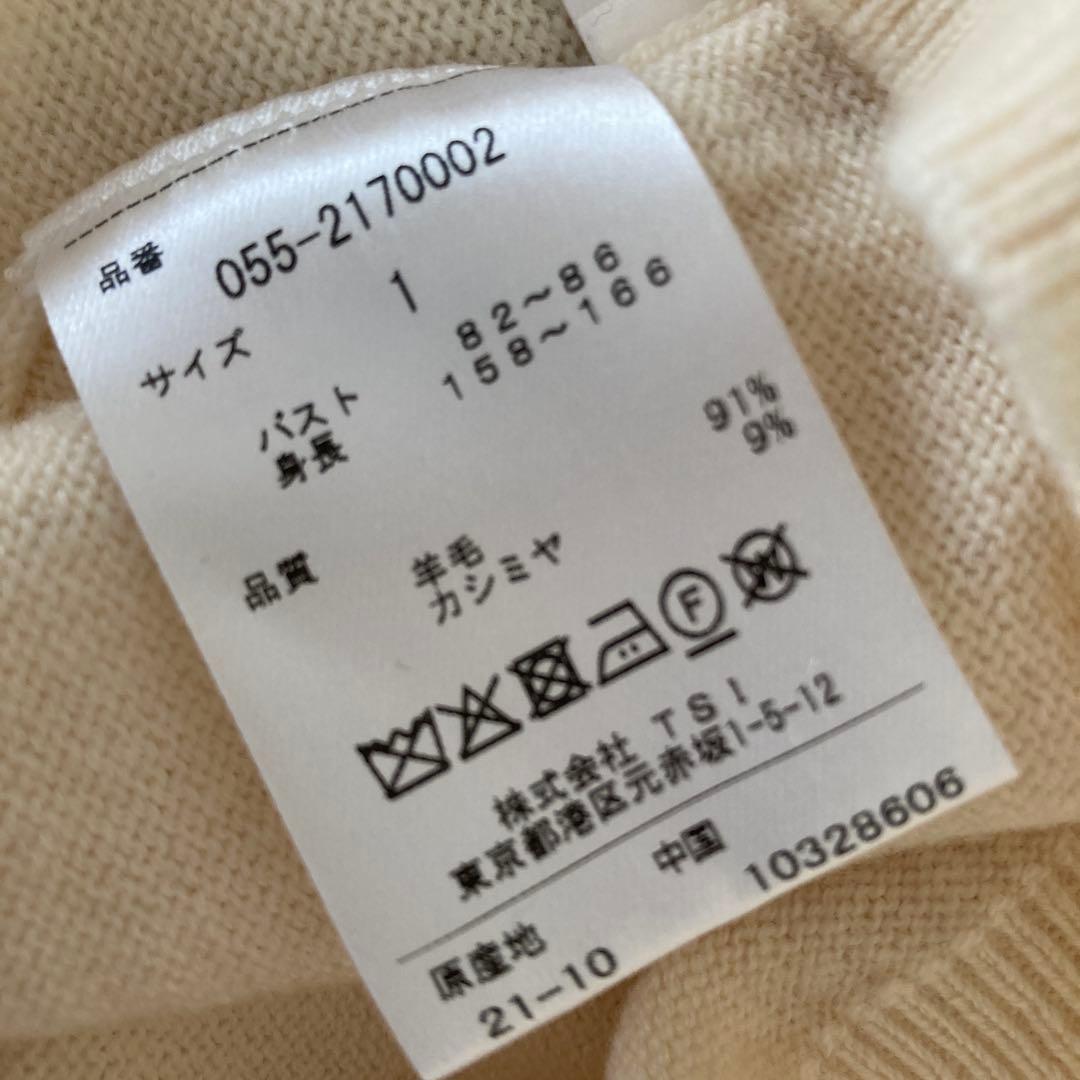 品番 055-2170002
サイズ 1
バスト 82～86
身長 158～166
品質 羊毛 91%
カシミヤ 9%
F W
株式会社 TSI
東京都港区元赤坂1-5-12
原産地 中国
21-10 10328606